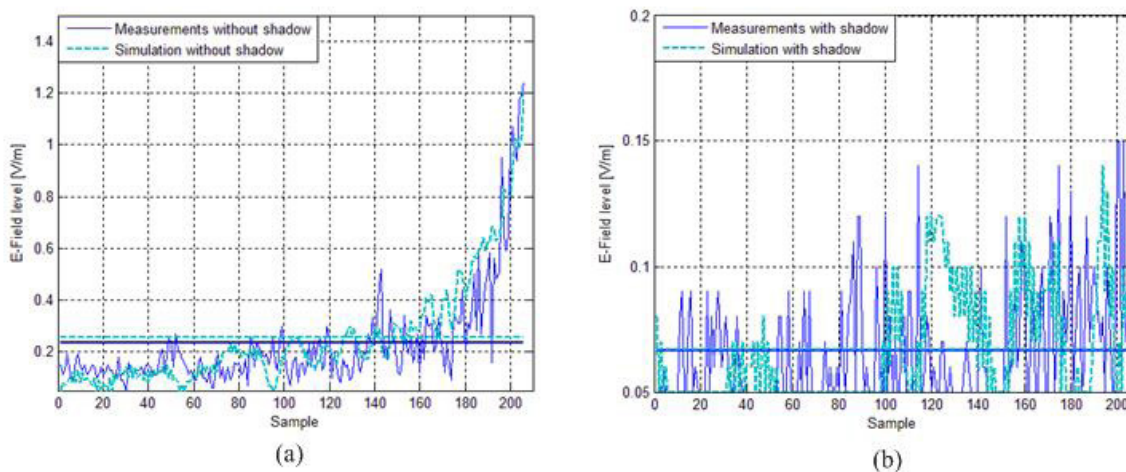 Measurements without shadow
Simulation without shadow
1.4
1.2
1
0.8
0.6
0.4
0.2
E-Field level [V/m]
0 20 40 60 80 100 120 140 160 180 200
Sample
(a)
Measurements with shadow
Simulation with shadow
0.2
0.15
0.1
0.05
E-Field level [V/m]
0 20 40 60 80 100 120 140 160 180 200
Sample
(b)